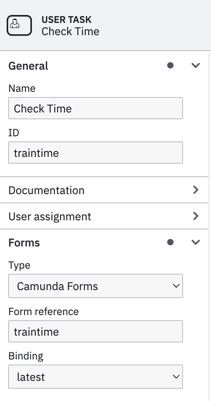 USER TASK
Check Time
General
Name
Check Time
ID
traintime
Documentation
User assignment
Forms
Type
Camunda Forms
Form reference
traintime
Binding
latest